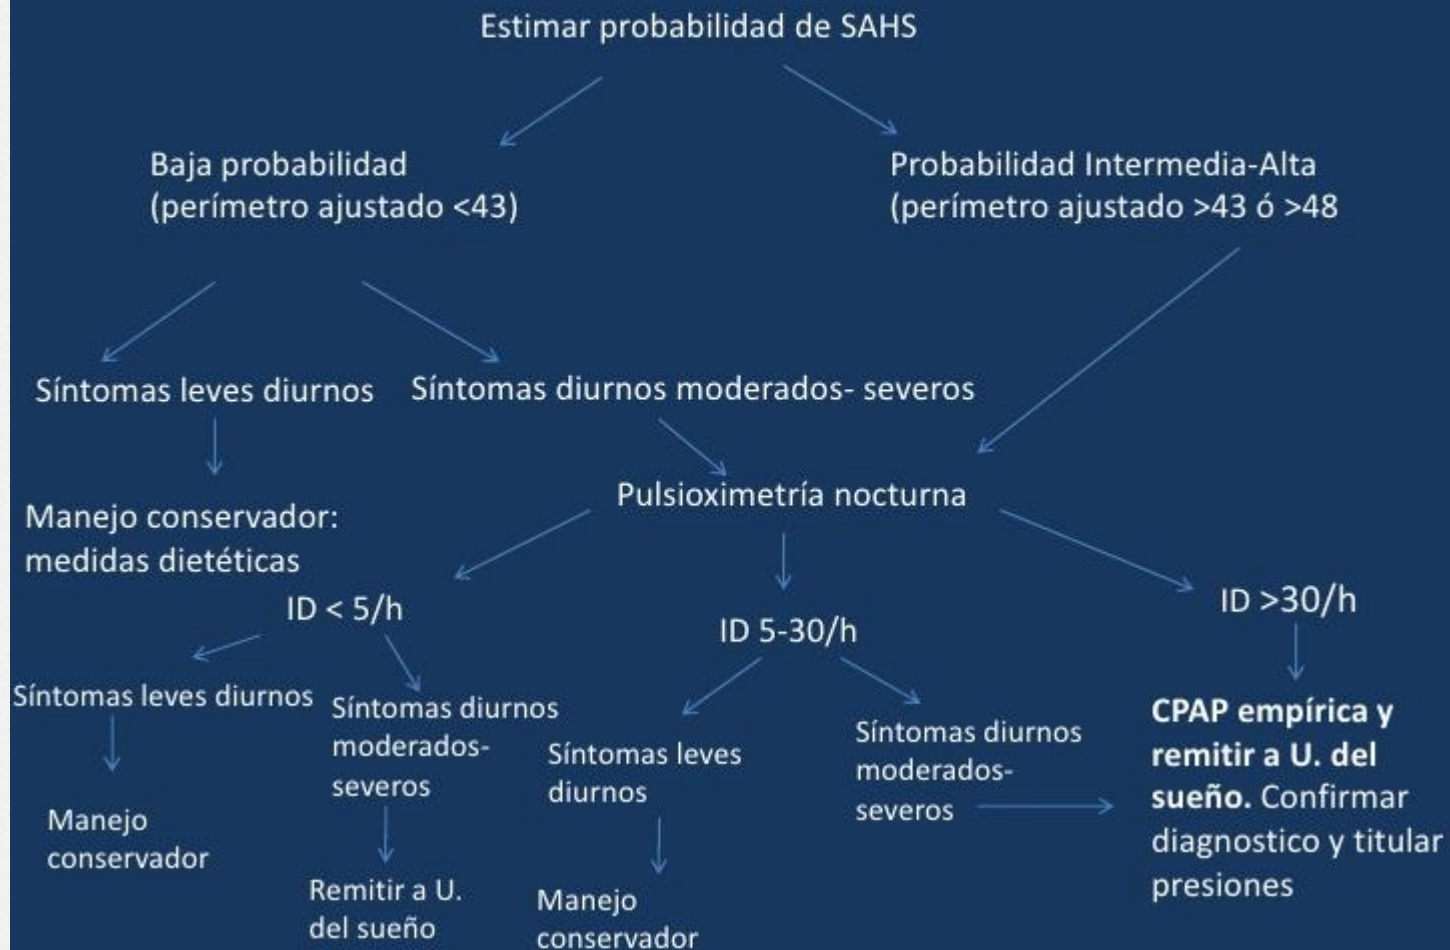 Estimar probabilidad de SAHS
Baja probabilidad
(perímetro ajustado <43)
Probabilidad Intermedia-Alta
(perímetro ajustado >43 ó >48
Síntomas leves diurnos
Síntomas diurnos moderados- severos
Manejo conservador:
medidas dietéticas
Pulsioximetría nocturna
ID < 5/h
ID 5-30/h
ID >30/h
Síntomas leves diurnos
Síntomas diurnos
moderados-
severos
Síntomas leves
diurnos
Síntomas diurnos
moderados-
severos
CPAP empírica y
remitir a U. del
sueño. Confirmar
diagnostico y titular
presiones
Manejo
conservador
Remitir a U.
del sueño
Manejo
conservador